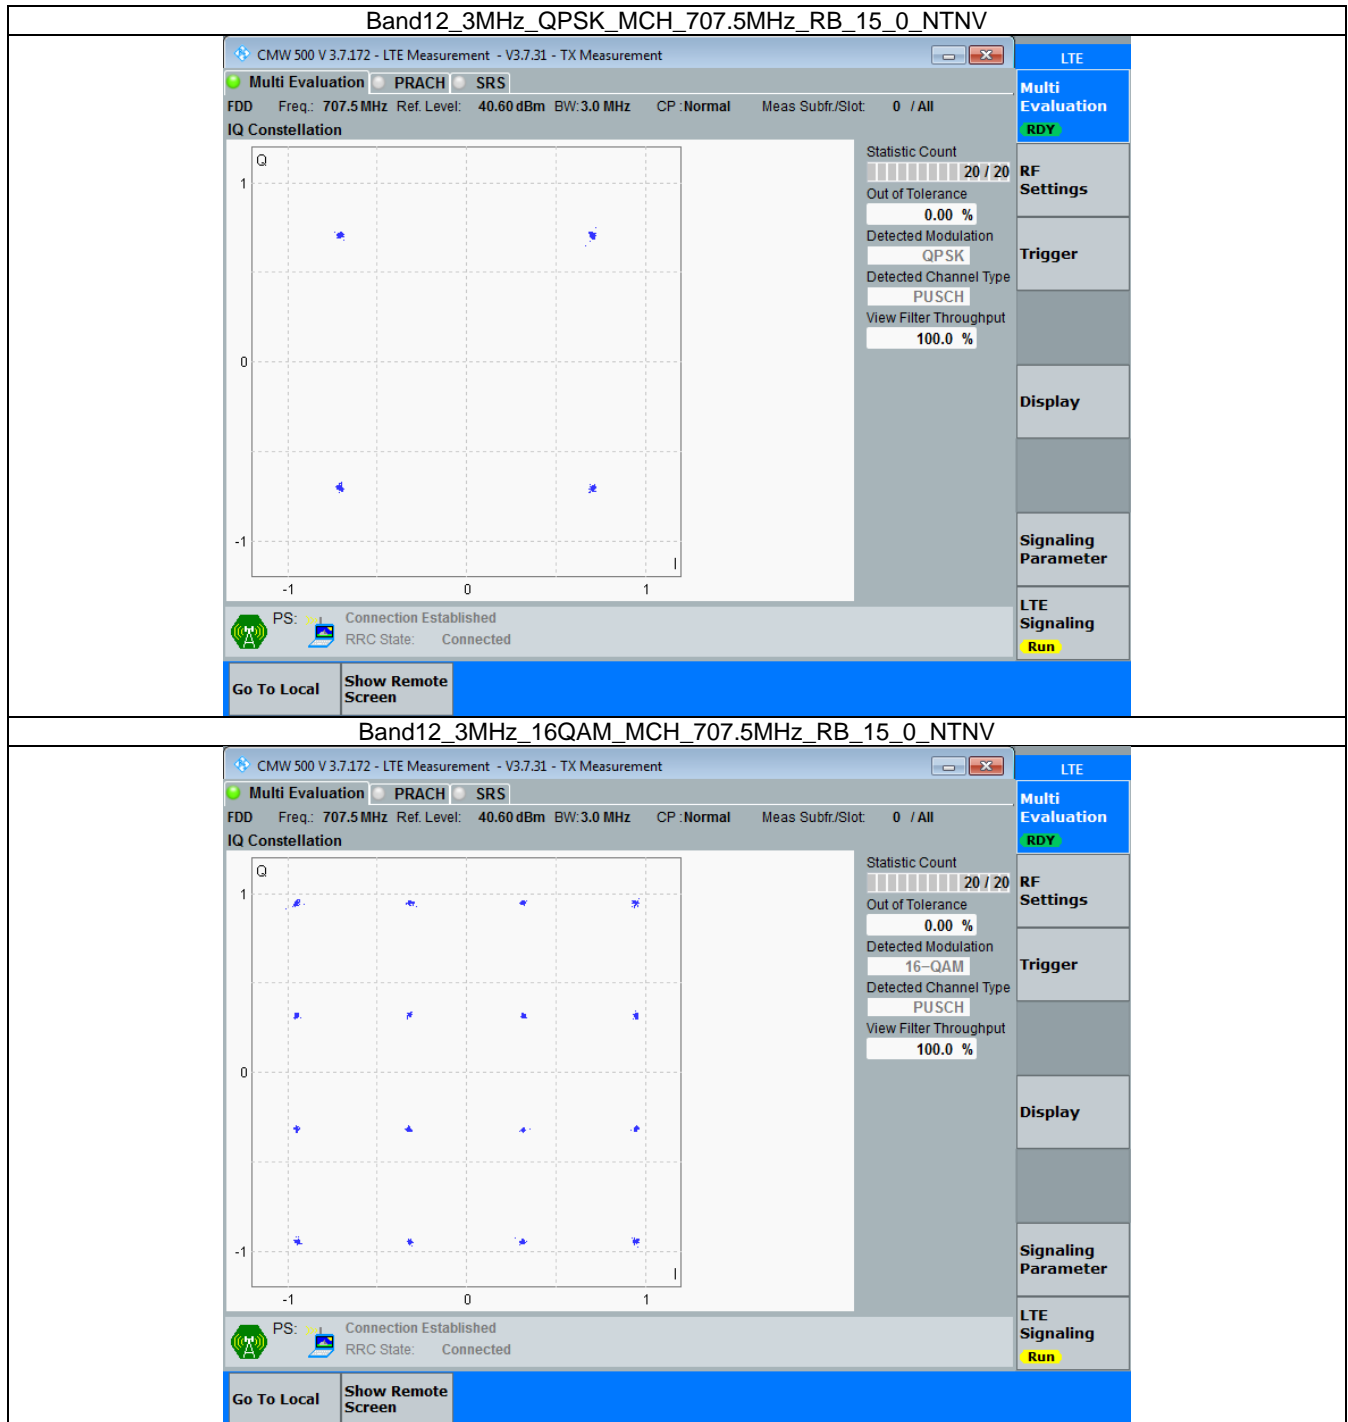 Band12_3MHz_QPSK_MCH_707.5MHz_RB_15_0_NTNV
CMW 500 V 3.7.172 - LTE Measurement - V3.7.31 - TX Measurement
LTE
Multi Evaluation PRACH SRS
Multi
Evaluation
RDY
FDD Freq.: 707.5 MHz Ref. Level: 40.60 dBm BW: 3.0 MHz CP : Normal Meas Subfr./Slot: 0 / All
IQ Constellation
Q
1
0
-1
I
-1 0 1
Statistic Count
20 / 20
Out of Tolerance
0.00 %
Detected Modulation
QPSK
Detected Channel Type
PUSCH
View Filter Throughput
100.0 %
RF
Settings
Trigger
Display
Signaling
Parameter
LTE
Signaling
Run
PS: Connection Established
RRC State: Connected
Go To Local
Show Remote
Screen
Band12_3MHz_16QAM_MCH_707.5MHz_RB_15_0_NTNV
CMW 500 V 3.7.172 - LTE Measurement - V3.7.31 - TX Measurement
LTE
Multi Evaluation PRACH SRS
Multi
Evaluation
RDY
FDD Freq.: 707.5 MHz Ref. Level: 40.60 dBm BW: 3.0 MHz CP : Normal Meas Subfr./Slot: 0 / All
IQ Constellation
Q
1
0
-1
I
-1 0 1
Statistic Count
20 / 20
Out of Tolerance
0.00 %
Detected Modulation
16-QAM
Detected Channel Type
PUSCH
View Filter Throughput
100.0 %
RF
Settings
Trigger
Display
Signaling
Parameter
LTE
Signaling
Run
PS: Connection Established
RRC State: Connected
Go To Local
Show Remote
Screen